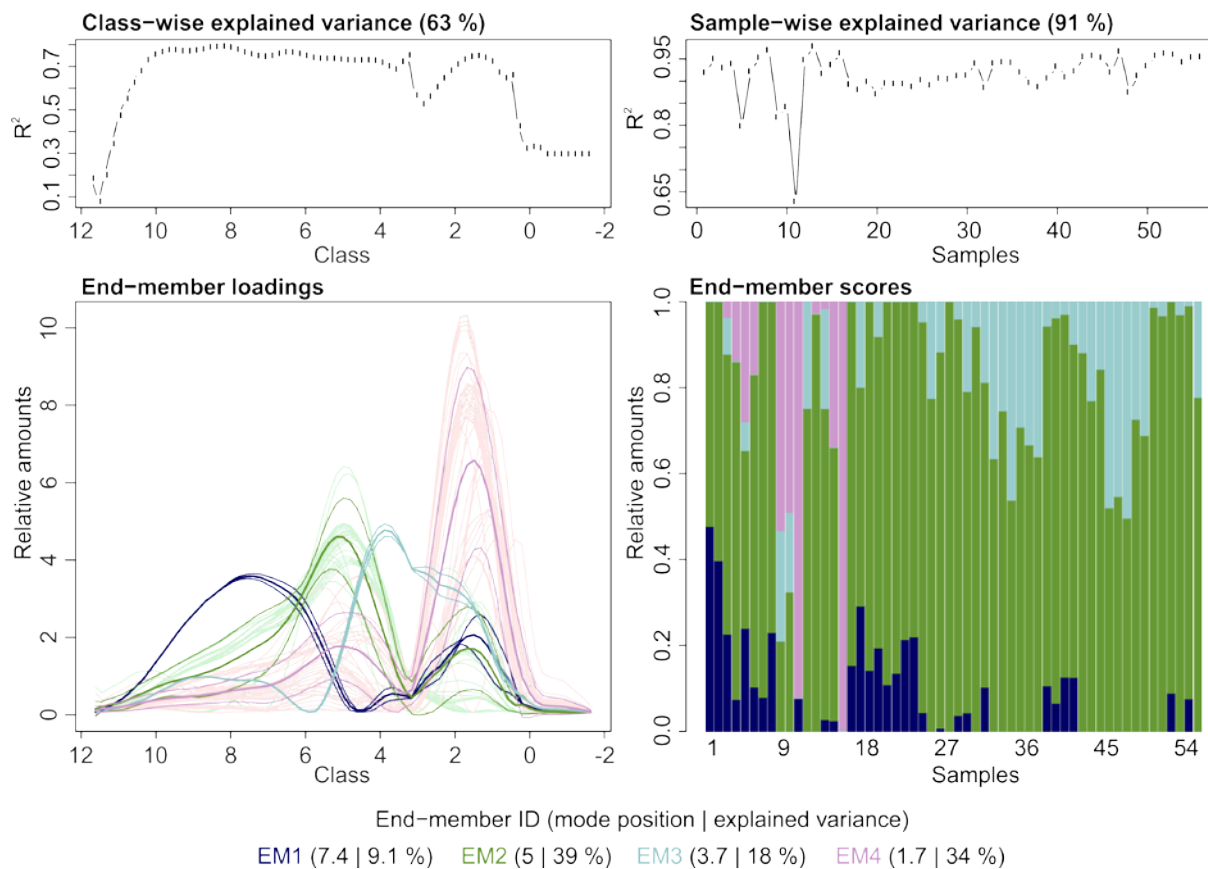 Class−wise explained variance (63 %)
R2
0.1 0.3 0.5 0.7
12 10 8 6 4 2 0 -2
Class
Sample−wise explained variance (91 %)
R2
0.65 0.8 0.95
0 10 20 30 40 50
Samples
End−member loadings
Relative amounts
0 2 4 6 8 10
12 10 8 6 4 2 0 -2
Class
End−member scores
Relative amounts
0.0 0.2 0.4 0.6 0.8 1.0
1 9 18 27 36 45 54
Samples
End−member ID (mode position | explained variance)
EM1 (7.4 | 9.1 %) EM2 (5 | 39 %) EM3 (3.7 | 18 %) EM4 (1.7 | 34 %)